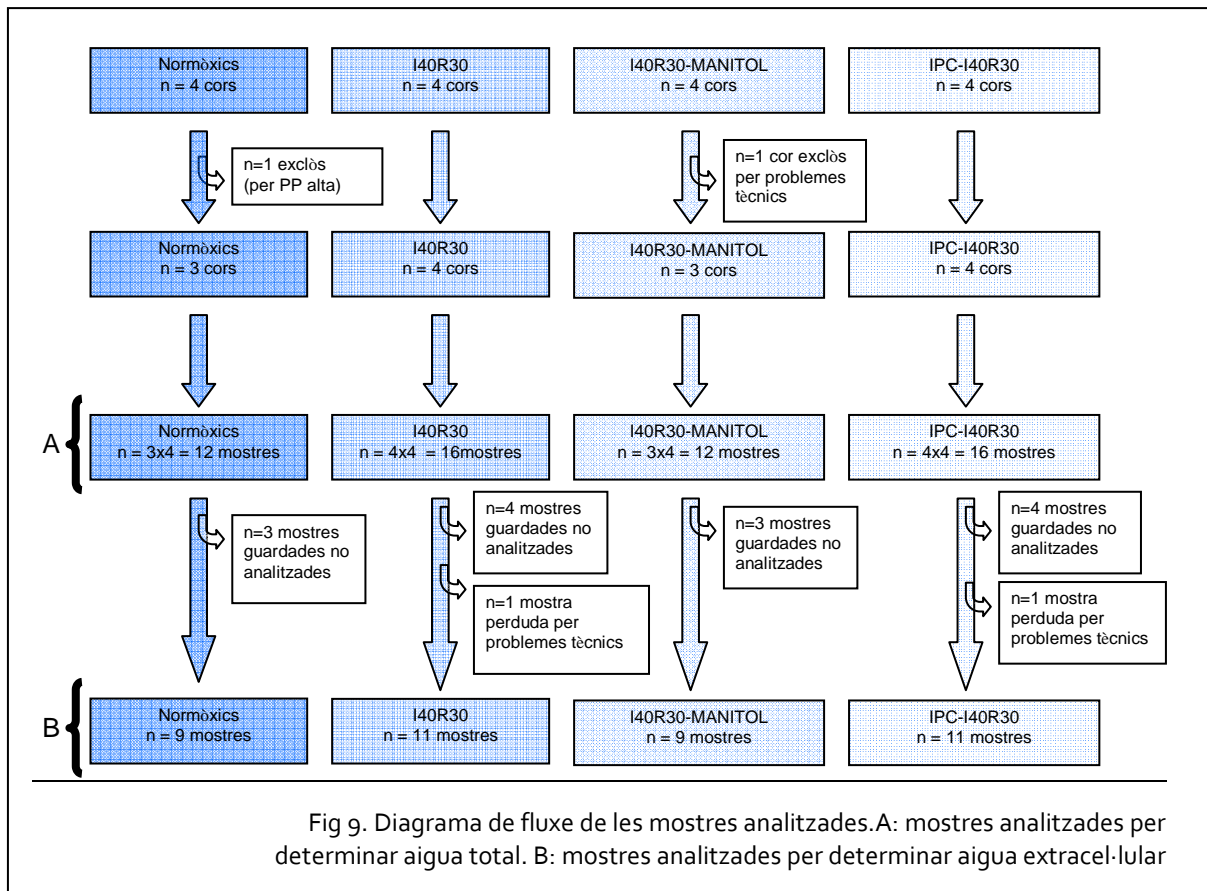 Normòxics
n = 4 cors
I40R30
n = 4 cors
I40R30-MANITOL
n = 4 cors
IPC-I40R30
n = 4 cors
n=1 exclòs
(per PP alta)
n=1 cor exclòs
per problemes
tècnics
Normòxics
n = 3 cors
I40R30
n = 4 cors
I40R30-MANITOL
n = 3 cors
IPC-I40R30
n = 4 cors
A
Normòxics
n = 3x4 = 12 mostres
I40R30
n = 4x4 = 16mostres
I40R30-MANITOL
n = 3x4 = 12 mostres
IPC-I40R30
n = 4x4 = 16 mostres
n=3 mostres
guardades no
analitzades
n=4 mostres
guardades no
analitzades
n=1 mostra
perduda per
problemes tècnics
n=3 mostres
guardades no
analitzades
n=4 mostres
guardades no
analitzades
n=1 mostra
perduda per
problemes tècnics
B
Normòxics
n = 9 mostres
I40R30
n = 11 mostres
I40R30-MANITOL
n = 9 mostres
IPC-I40R30
n = 11 mostres
Fig 9. Diagrama de fluxe de les mostres analitzades.A: mostres analitzades per
determinar aigua total. B: mostres analitzades per determinar aigua extracel·lular